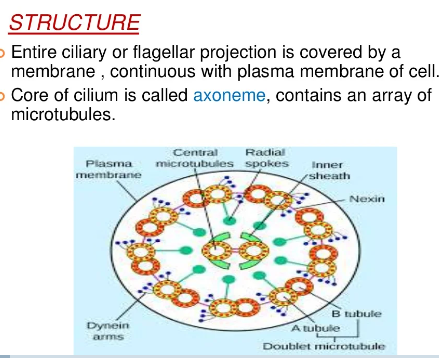 STRUCTURE
Entire ciliary or flagellar projection is covered by a
membrane , continuous with plasma membrane of cell.
Core of cilium is called axoneme, contains an array of
microtubules.
Plasma
membrane
Central
microtubules
Radial
spokes
Inner
sheath
Nexin
Dynein
arms
A tubule
B tubule
Doublet microtubule